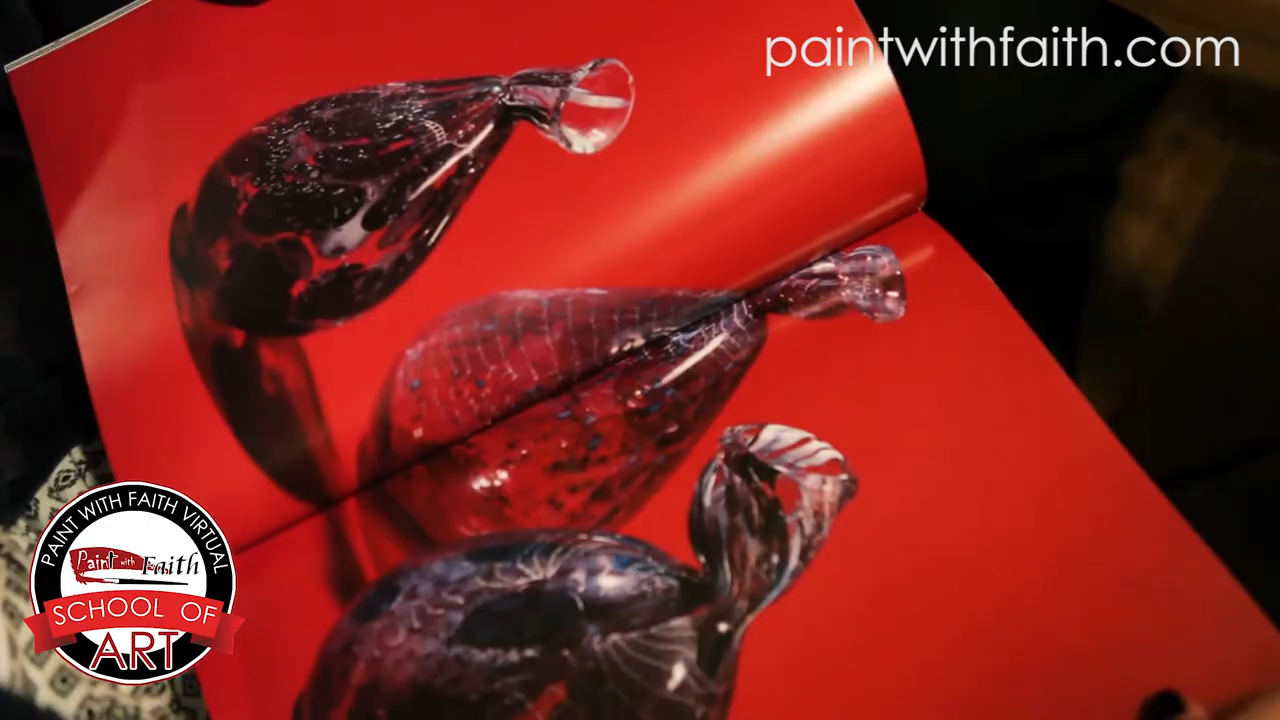 paintwithfaith.com
PAINT WITH FAITH VIRTUAL
Paint with Faith
SCHOOL OF
ART